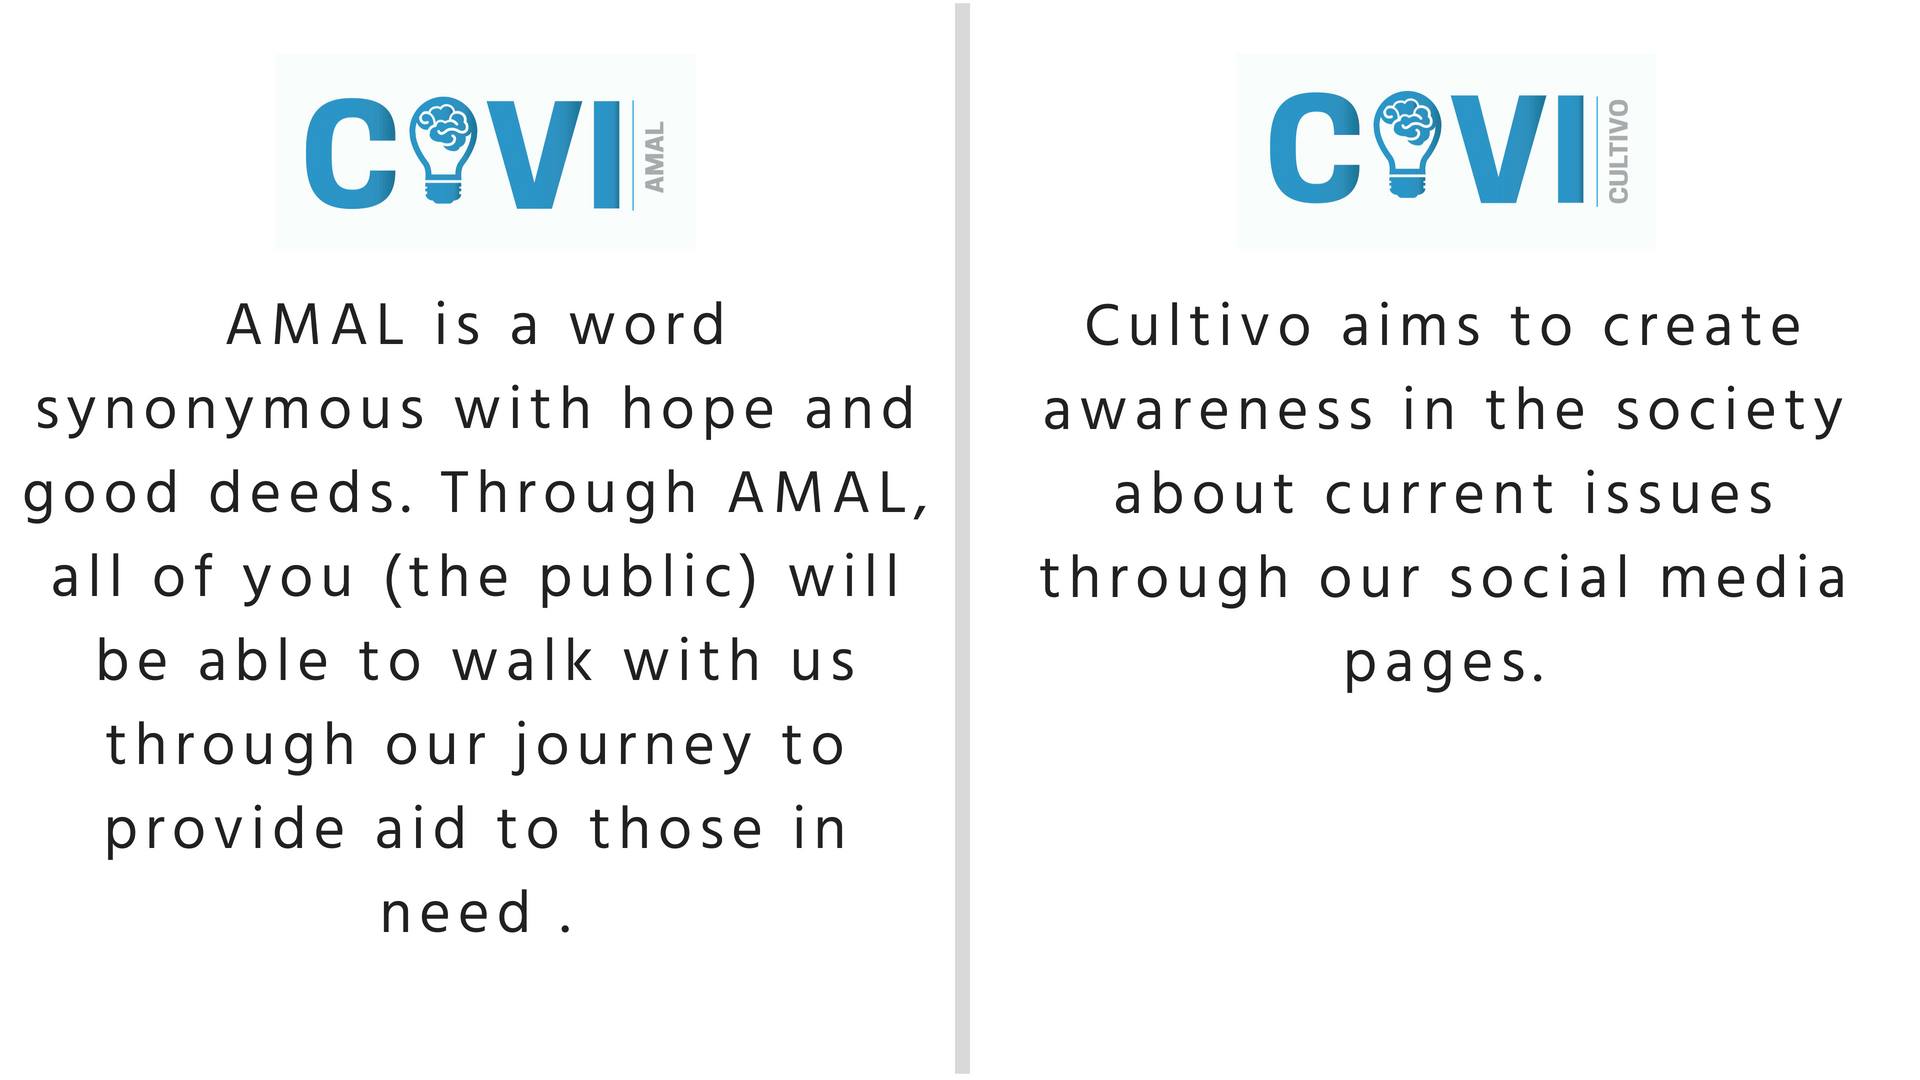 COVI
AMAL
AMAL is a word
synonymous with hope and
good deeds. Through AMAL,
all of you (the public) will
be able to walk with us
through our journey to
provide aid to those in
need .
COVI
CULTIVO
Cultivo aims to create
awareness in the society
about current issues
through our social media
pages.